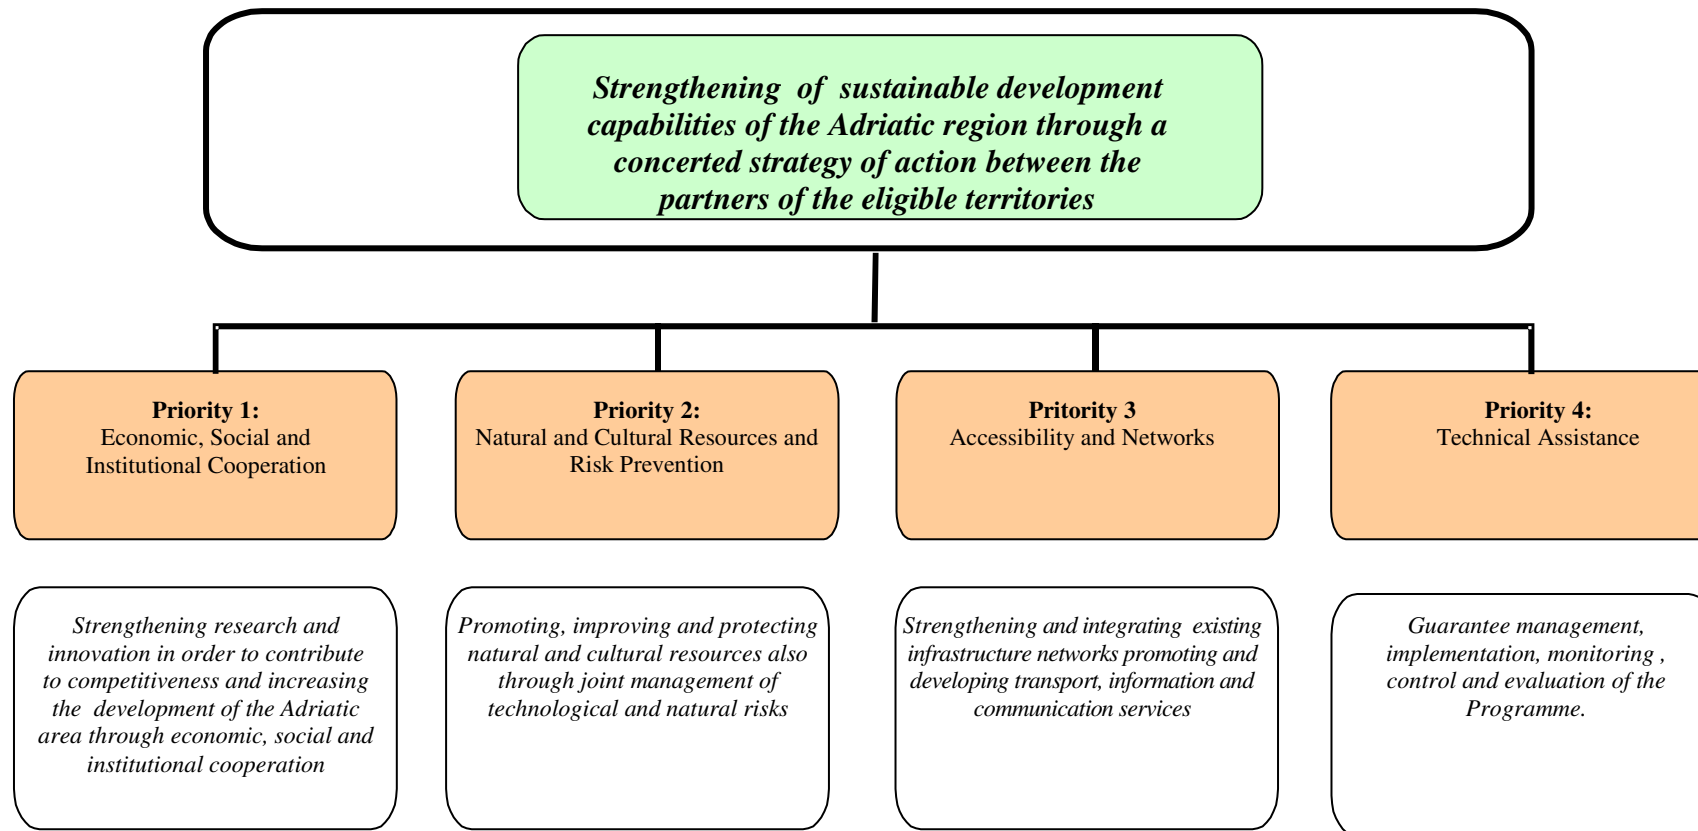 Strengthening of sustainable development
capabilities of the Adriatic region through a
concerted strategy of action between the
partners of the eligible territories
Priority 1:
Economic, Social and
Institutional Cooperation
Priority 2:
Natural and Cultural Resources and
Risk Prevention
Pritority 3
Accessibility and Networks
Priority 4:
Technical Assistance
Strengthening research and
innovation in order to contribute
to competitiveness and increasing
the development of the Adriatic
area through economic, social and
institutional cooperation
Promoting, improving and protecting
natural and cultural resources also
through joint management of
technological and natural risks
Strengthening and integrating existing
infrastructure networks promoting and
developing transport, information and
communication services
Guarantee management,
implementation, monitoring ,
control and evaluation of the
Programme.